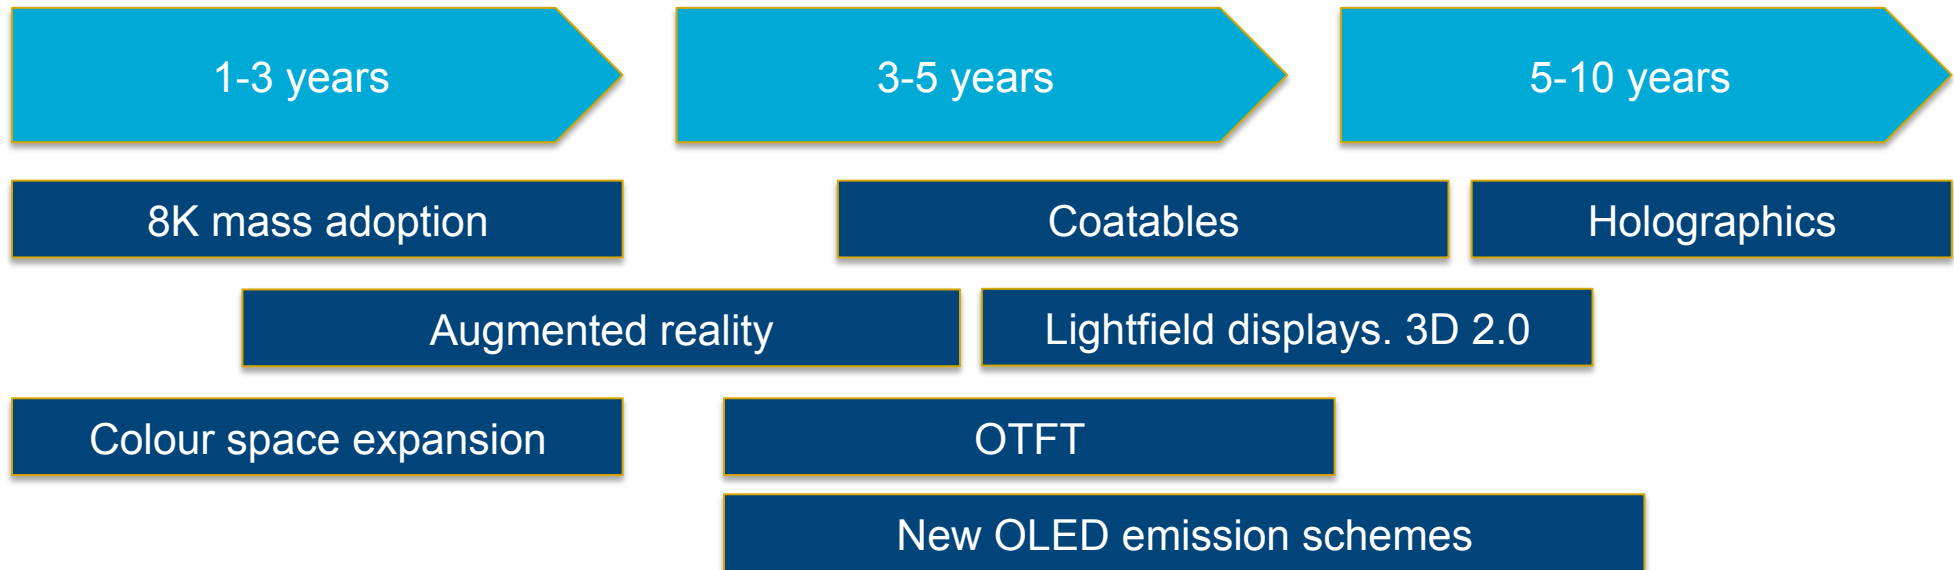 1-3 years
3-5 years
5-10 years
8K mass adoption
Coatables
Holographics
Augmented reality
Lightfield displays. 3D 2.0
Colour space expansion
OTFT
New OLED emission schemes